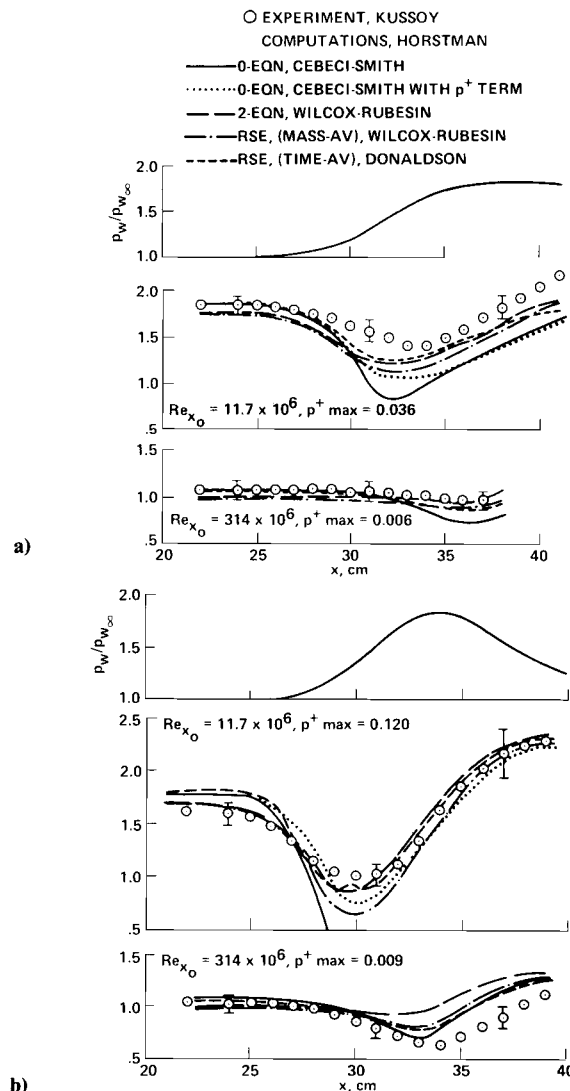 EXPERIMENT, KUSSOY
COMPUTATIONS, HORSTMAN
0-EQN, CEBECI-SMITH
0-EQN, CEBECI-SMITH WITH p+ TERM
2-EQN, WILCOX-RUBESIN
RSE, (MASS-AV), WILCOX-RUBESIN
RSE, (TIME-AV), DONALDSON
2.0
1.5
1.0
pw/pw∞
2.0
1.5
1.0
.5
Rexo = 11.7 x 10^6, p+ max = 0.036
1.5
1.0
.5
Rexo = 314 x 10^6, p+ max = 0.006
20 25 30 35 40
x, cm
a)
2.0
1.5
1.0
pw/pw∞
2.5
2.0
1.5
1.0
.5
Rexo = 11.7 x 10^6, p+ max = 0.120
1.5
1.0
.5
Rexo = 314 x 10^6, p+ max = 0.009
20 25 30 35 40
x, cm
b)